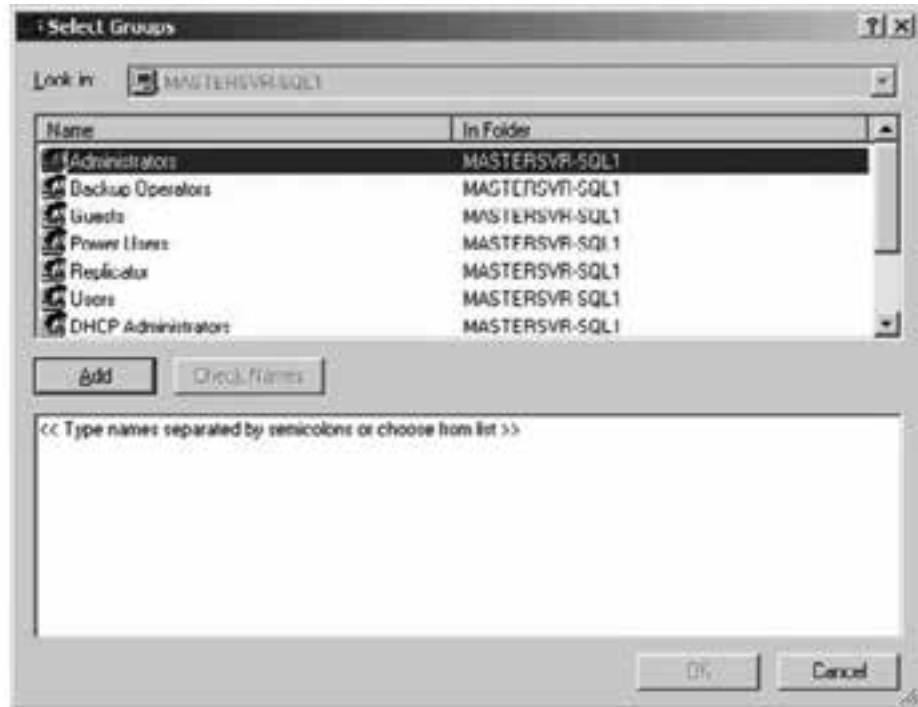 Select Groups
Look in: MASTERSVR-SQL1
Name In Folder
Administrators MASTERSVR-SQL1
Backup Operators MASTERSVR-SQL1
Guests MASTERSVR-SQL1
Power Users MASTERSVR-SQL1
Replicator MASTERSVR-SQL1
Users MASTERSVR-SQL1
DHCP Administrators MASTERSVR-SQL1
Add Check Names
<< Type names separated by semicolons or choose from list >>
OK Cancel